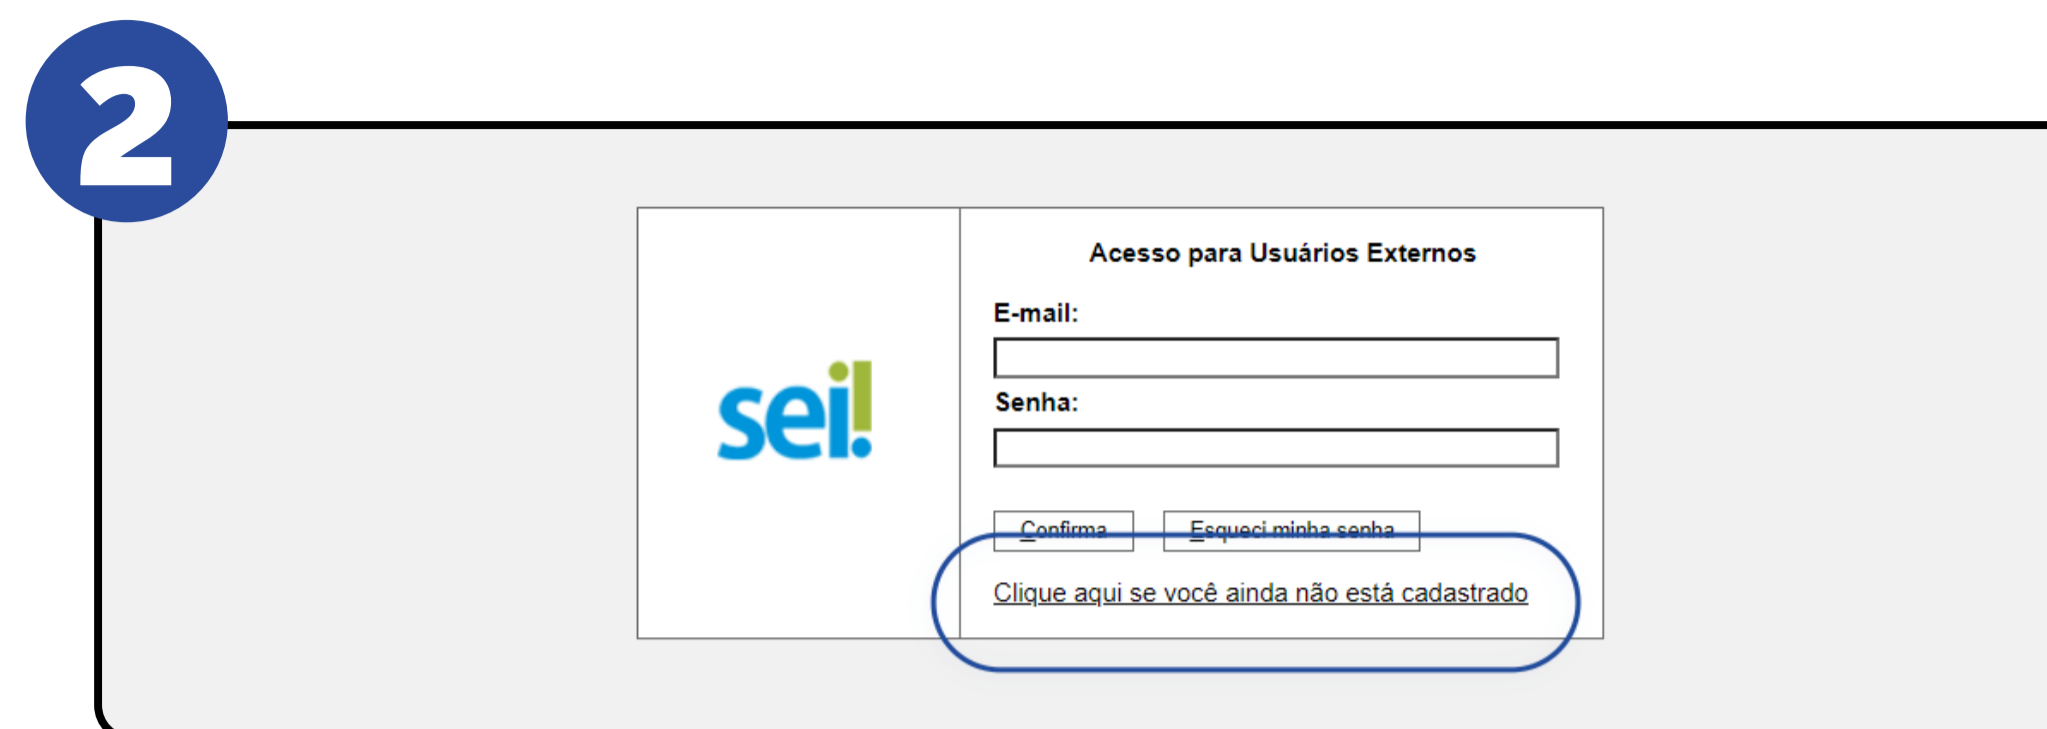 2
Acesso para Usuários Externos
E-mail:
sei!
Senha:
Confirma Esqueci minha senha
Clique aqui se você ainda não está cadastrado